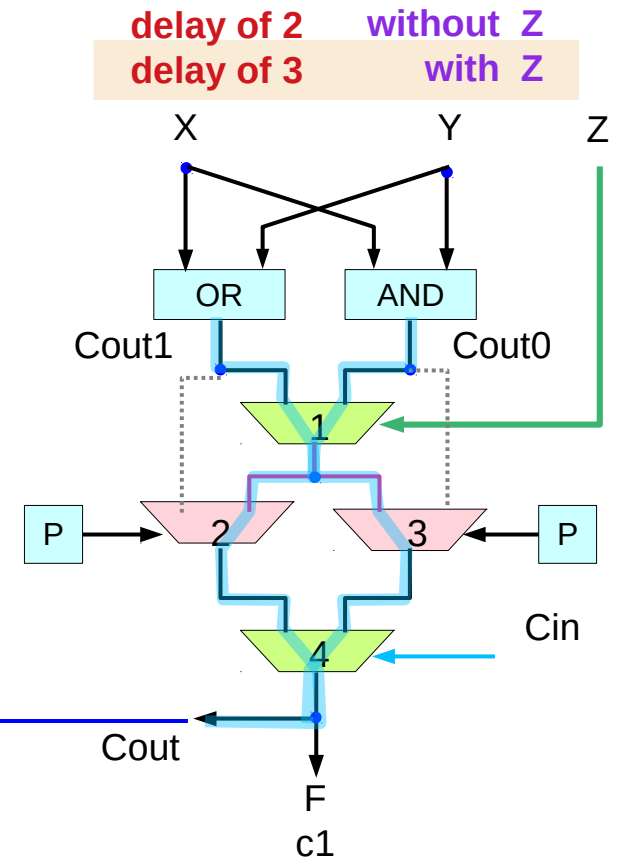 delay of 2 without Z
delay of 3 with Z
X Y Z
OR AND
Cout1 Cout0
1
P 2 3 P
Cin
4
Cout
F
c1